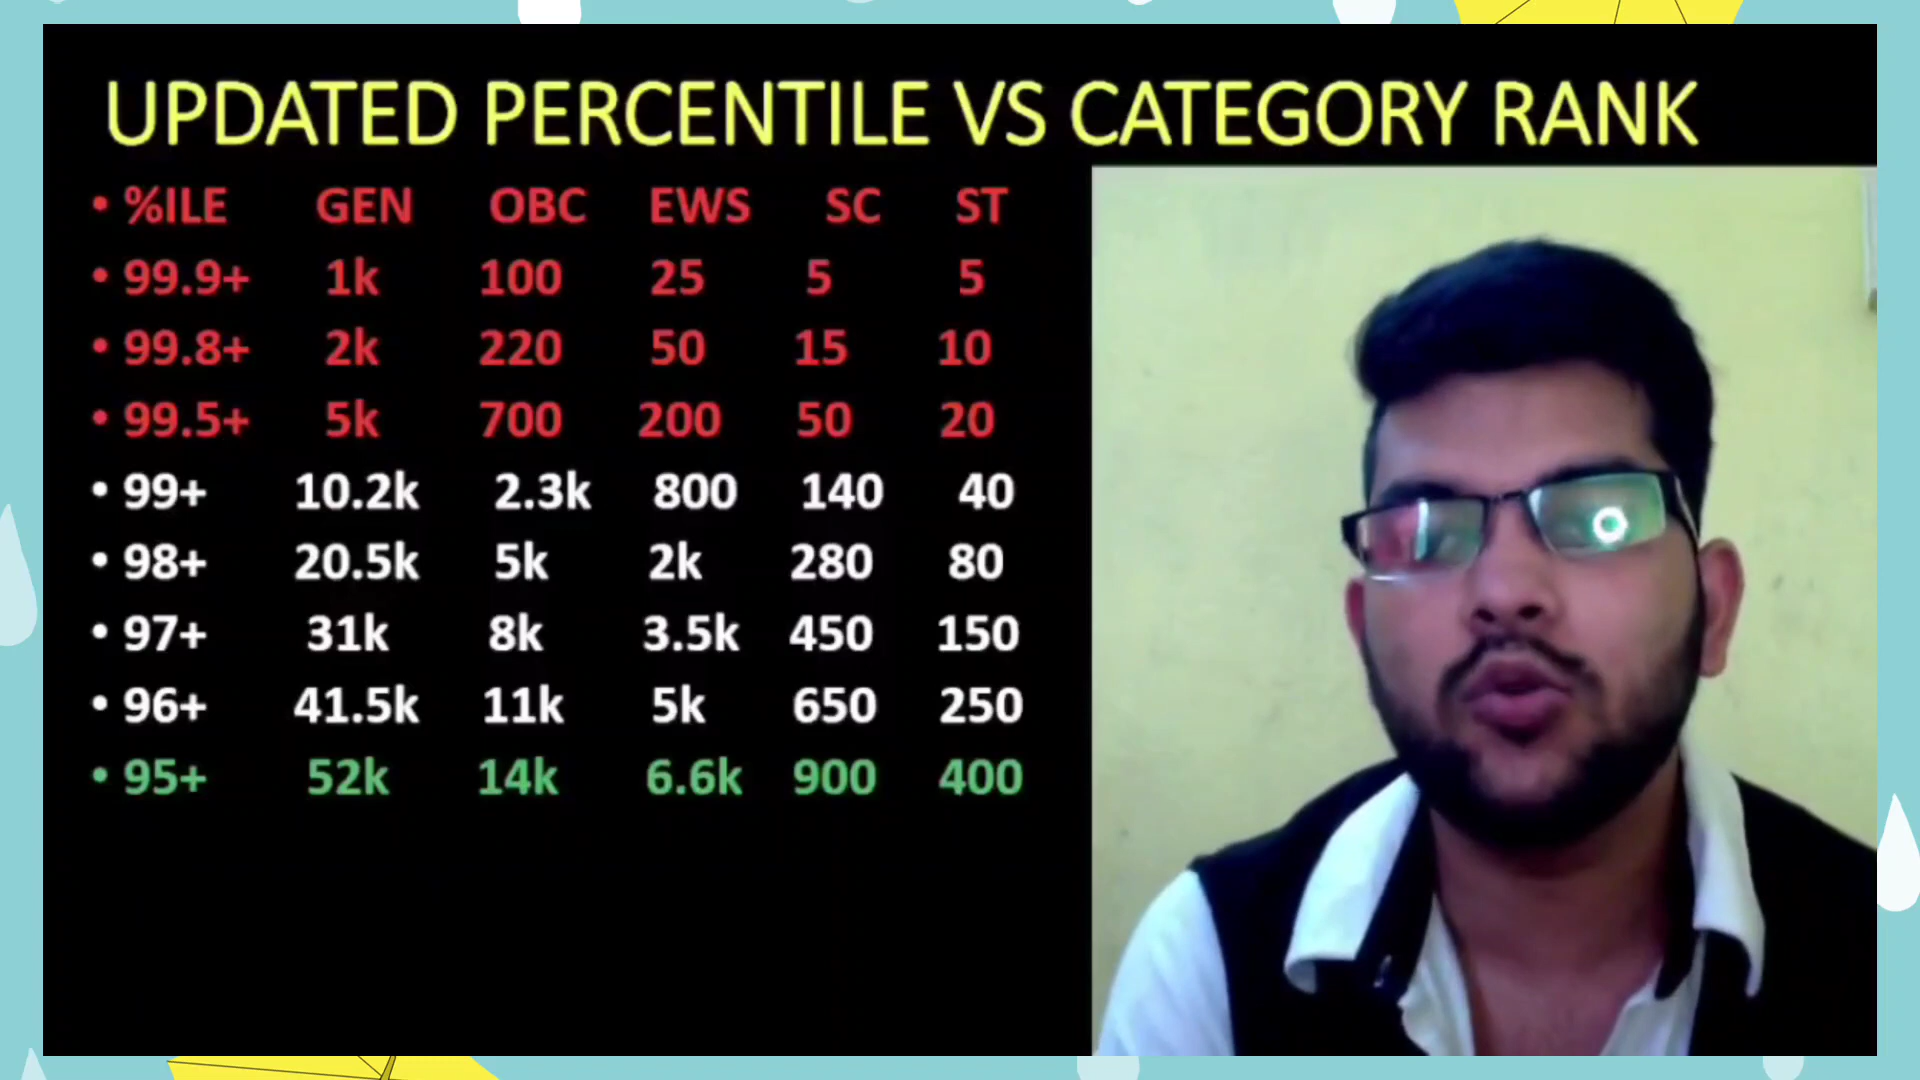 UPDATED PERCENTILE VS CATEGORY RANK
• %ILE GEN OBC EWS SC ST
• 99.9+ 1k 100 25 5 5
• 99.8+ 2k 220 50 15 10
• 99.5+ 5k 700 200 50 20
• 99+ 10.2k 2.3k 800 140 40
• 98+ 20.5k 5k 2k 280 80
• 97+ 31k 8k 3.5k 450 150
• 96+ 41.5k 11k 5k 650 250
• 95+ 52k 14k 6.6k 900 400